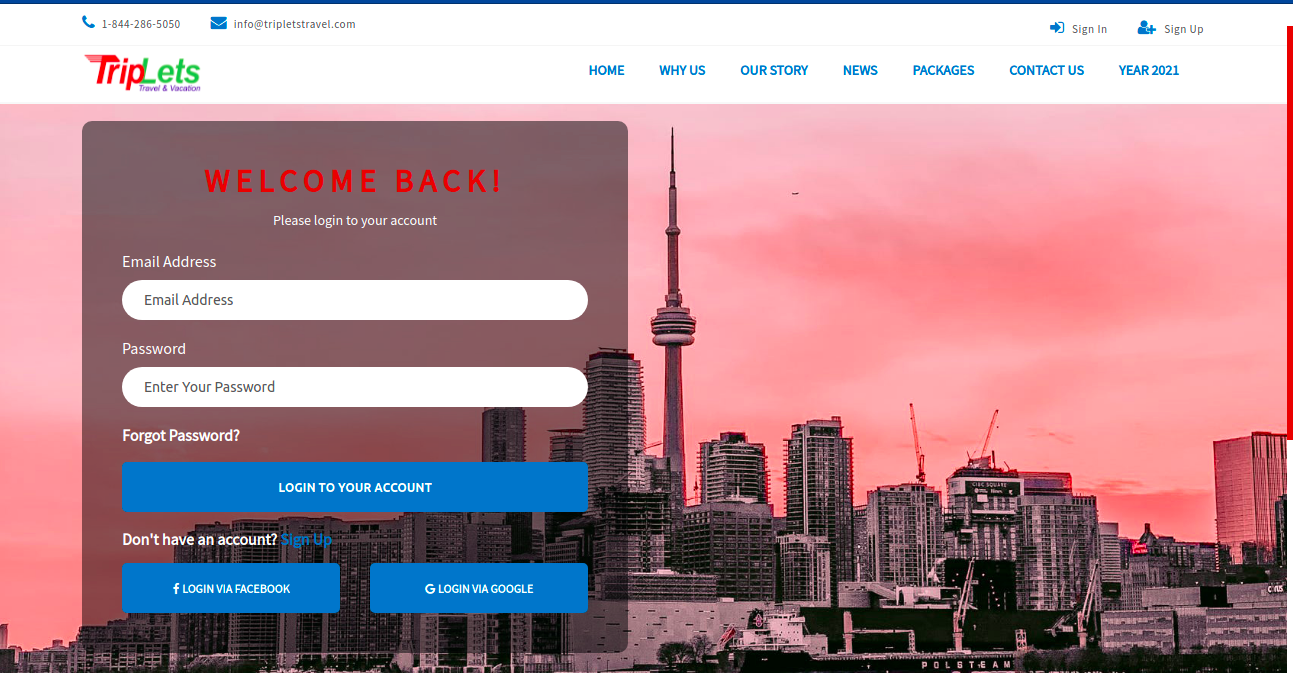 1-844-286-5050 info@tripletstravel.com Sign In Sign Up
TripLets
Travel & Vacation
HOME WHY US OUR STORY NEWS PACKAGES CONTACT US YEAR 2021
WELCOME BACK!
Please login to your account
Email Address
Email Address
Password
Enter Your Password
Forgot Password?
LOGIN TO YOUR ACCOUNT
Don't have an account? Sign Up
LOGIN VIA FACEBOOK LOGIN VIA GOOGLE
CIBC SQUARE
POLSTEAM